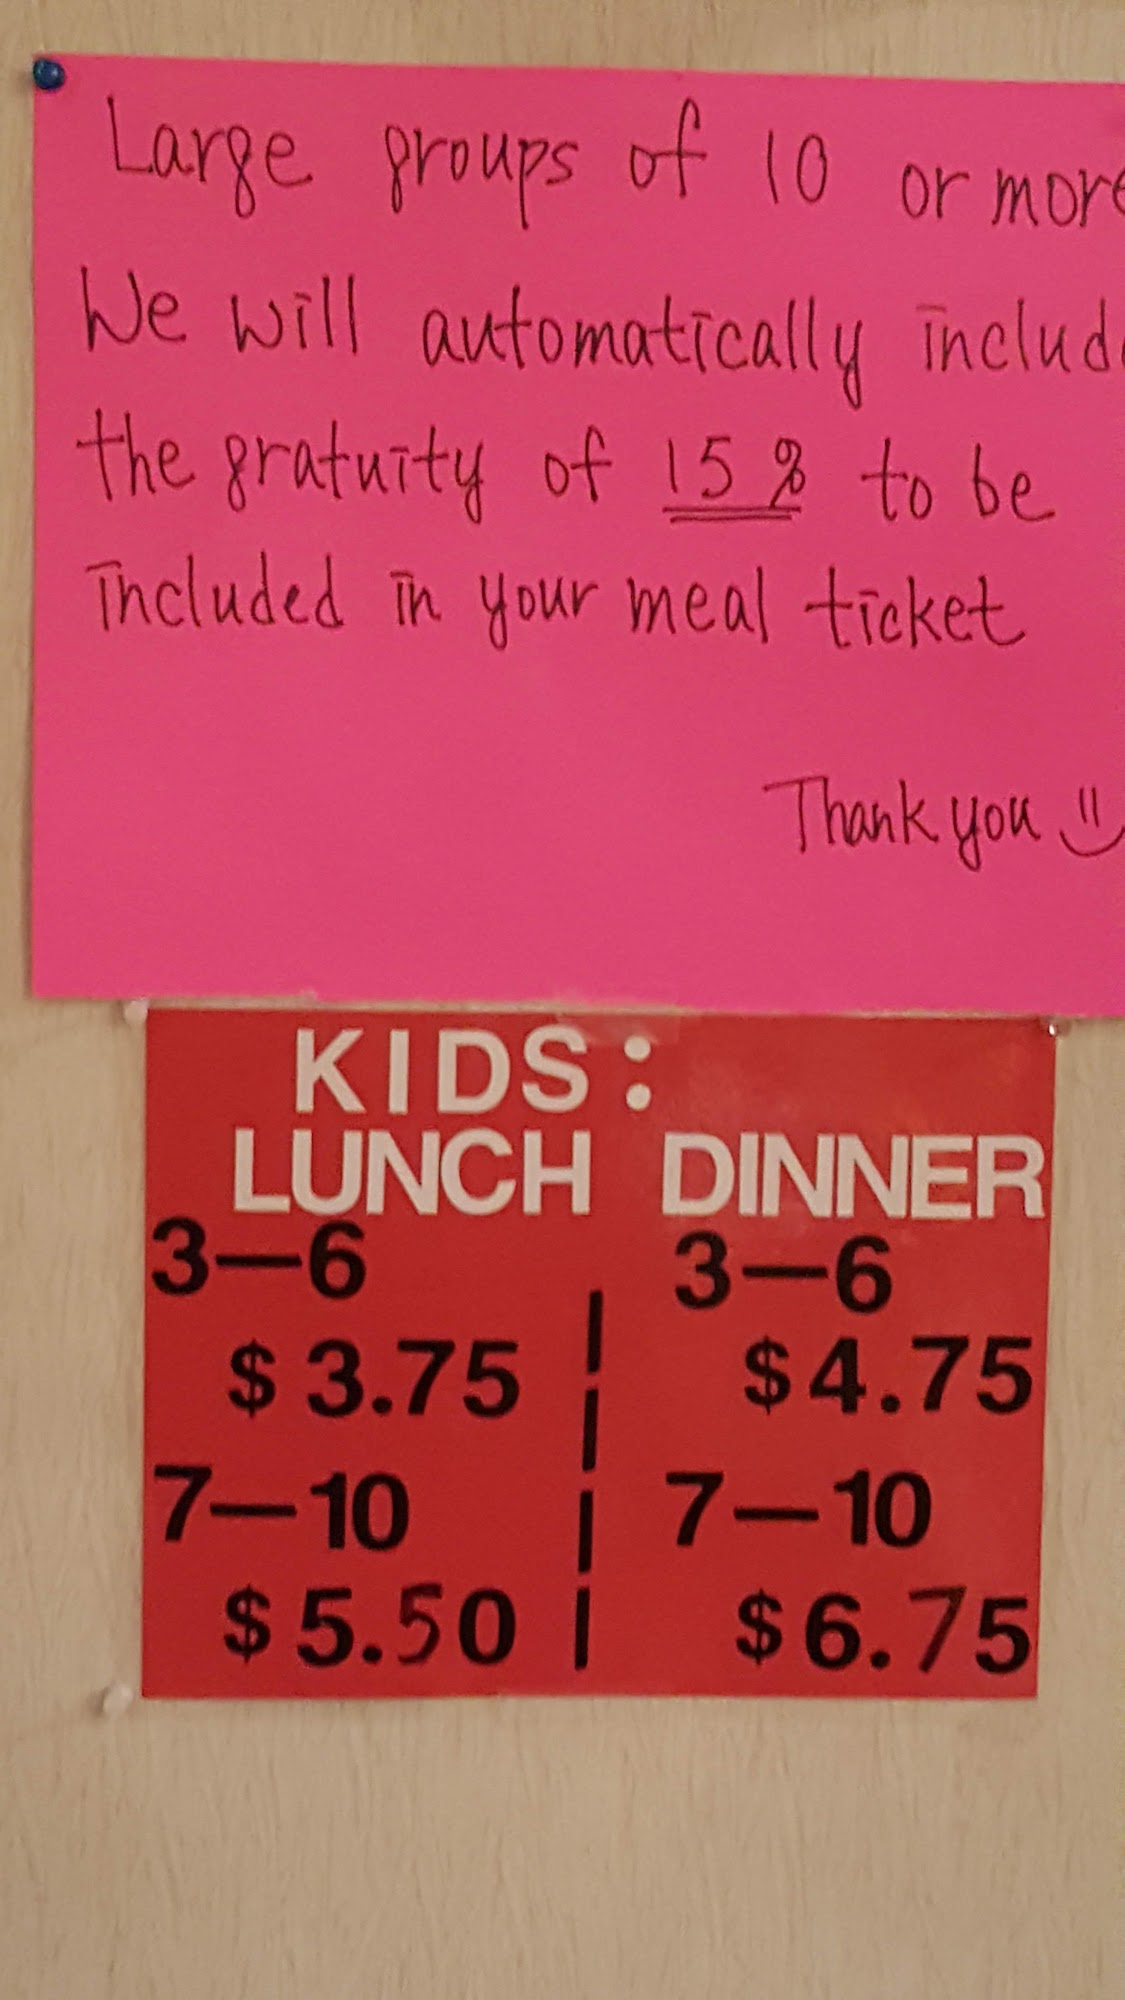 Large groups of 10 or more
We will automatically include
the gratuity of 15% to be
included in your meal ticket
Thank you
KIDS:
LUNCH DINNER
3-6 3-6
$3.75 $4.75
7-10 7-10
$5.50 $6.75